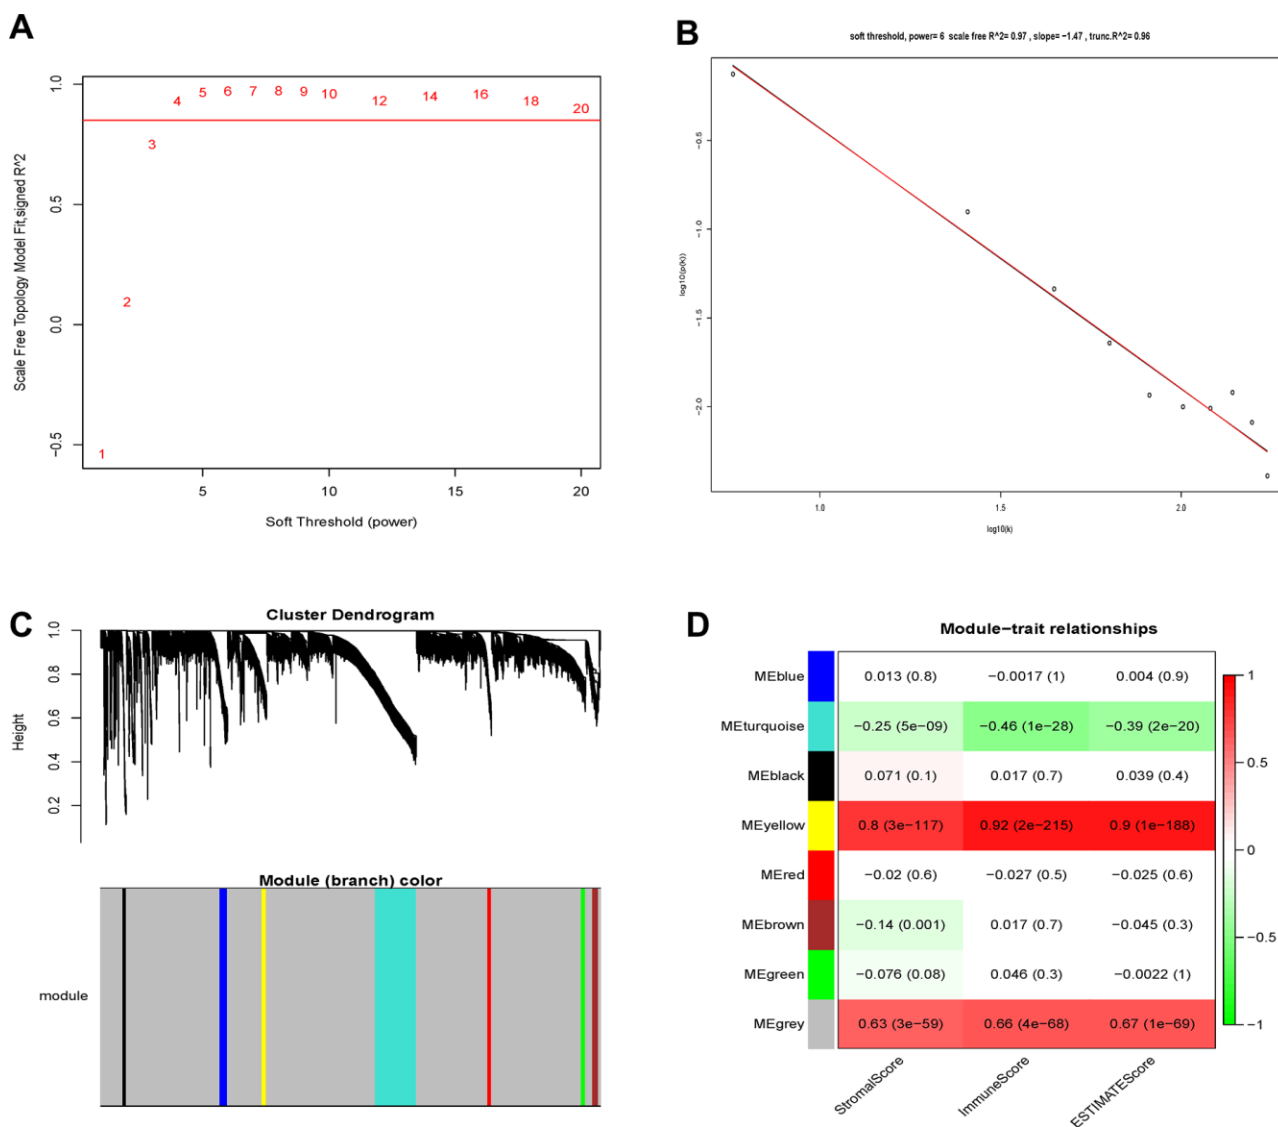 A
Scale Free Topology Model Fit,signed R^2
1.0
0.5
0.0
−0.5
1
2
3
4
5
6
7
8
9
10
12
14
16
18
20
5
10
15
20
Soft Threshold (power)
B
soft threshold, power= 6 scale free R^2= 0.97 , slope= −1.47 , trunc.R^2= 0.96
log10(p(k))
−0.5
−1.0
−1.5
−2.0
1.0
1.5
2.0
log10(k)
C
Cluster Dendrogram
Height
1.0
0.8
0.6
0.4
0.2
Module (branch) color
module
D
Module−trait relationships
MEblue 0.013 (0.8) −0.0017 (1) 0.004 (0.9)
MEturquoise −0.25 (5e−09) −0.46 (1e−28) −0.39 (2e−20)
MEblack 0.071 (0.1) 0.017 (0.7) 0.039 (0.4)
MEyellow 0.8 (3e−117) 0.92 (2e−215) 0.9 (1e−188)
MEred −0.02 (0.6) −0.027 (0.5) −0.025 (0.6)
MEbrown −0.14 (0.001) 0.017 (0.7) −0.045 (0.3)
MEgreen −0.076 (0.08) 0.046 (0.3) −0.0022 (1)
MEgrey 0.63 (3e−59) 0.66 (4e−68) 0.67 (1e−69)
StromalScore
ImmuneScore
ESTIMATEScore
1
0.5
0
−0.5
−1